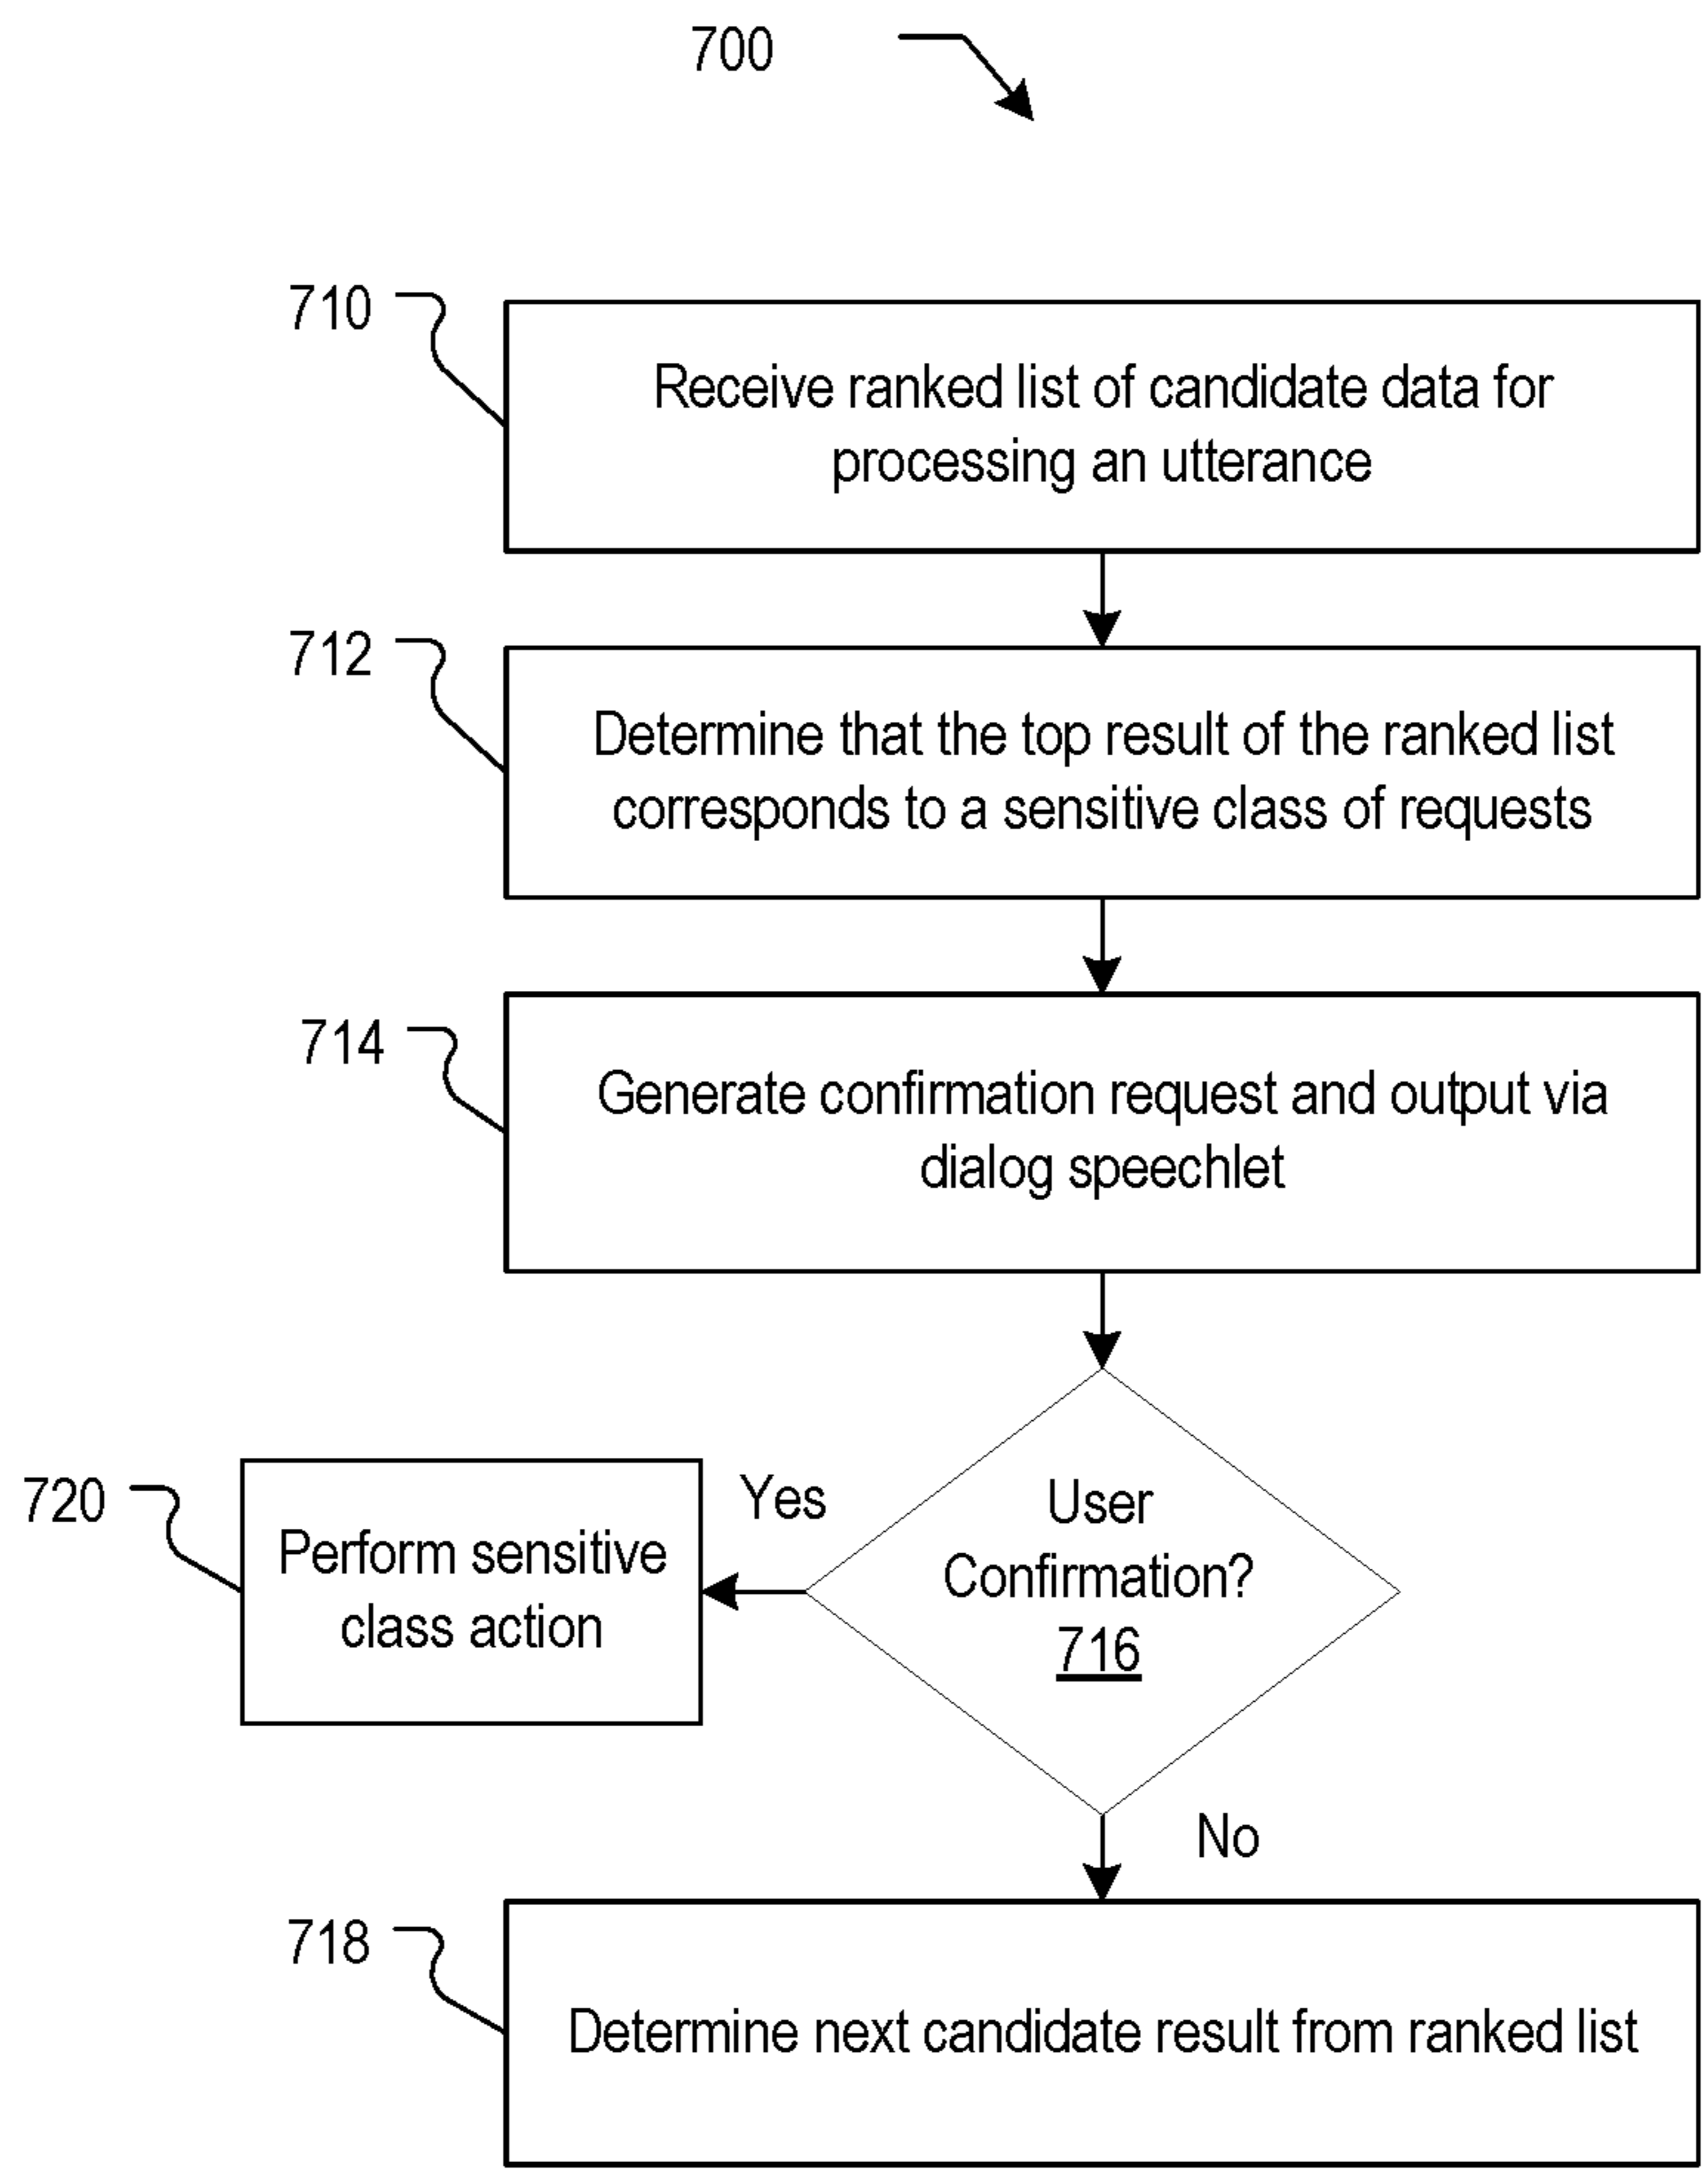 700
710
Receive ranked list of candidate data for
processing an utterance
712
Determine that the top result of the ranked list
corresponds to a sensitive class of requests
714
Generate confirmation request and output via
dialog speechlet
720
Perform sensitive
class action
Yes
User
Confirmation?
716
No
718
Determine next candidate result from ranked list